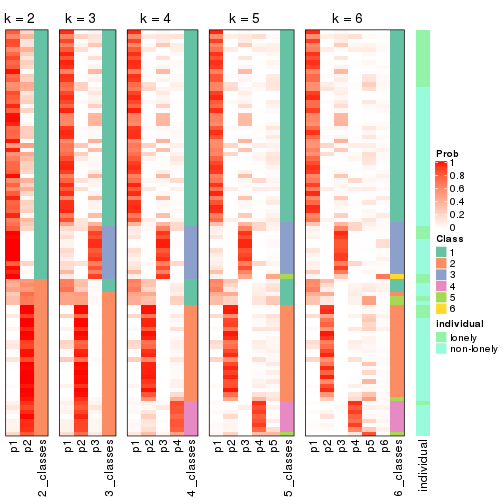 k = 2 k = 3 k = 4 k = 5 k = 6
Prob
1
0.8
0.6
0.4
0.2
0
Class
1
2
3
4
5
6
individual
lonely
non-lonely
p1 p2 2_classes p1 p2 p3 3_classes p1 p2 p3 p4 4_classes p1 p2 p3 p4 p5 5_classes p1 p2 p3 p4 p5 p6 6_classes individual